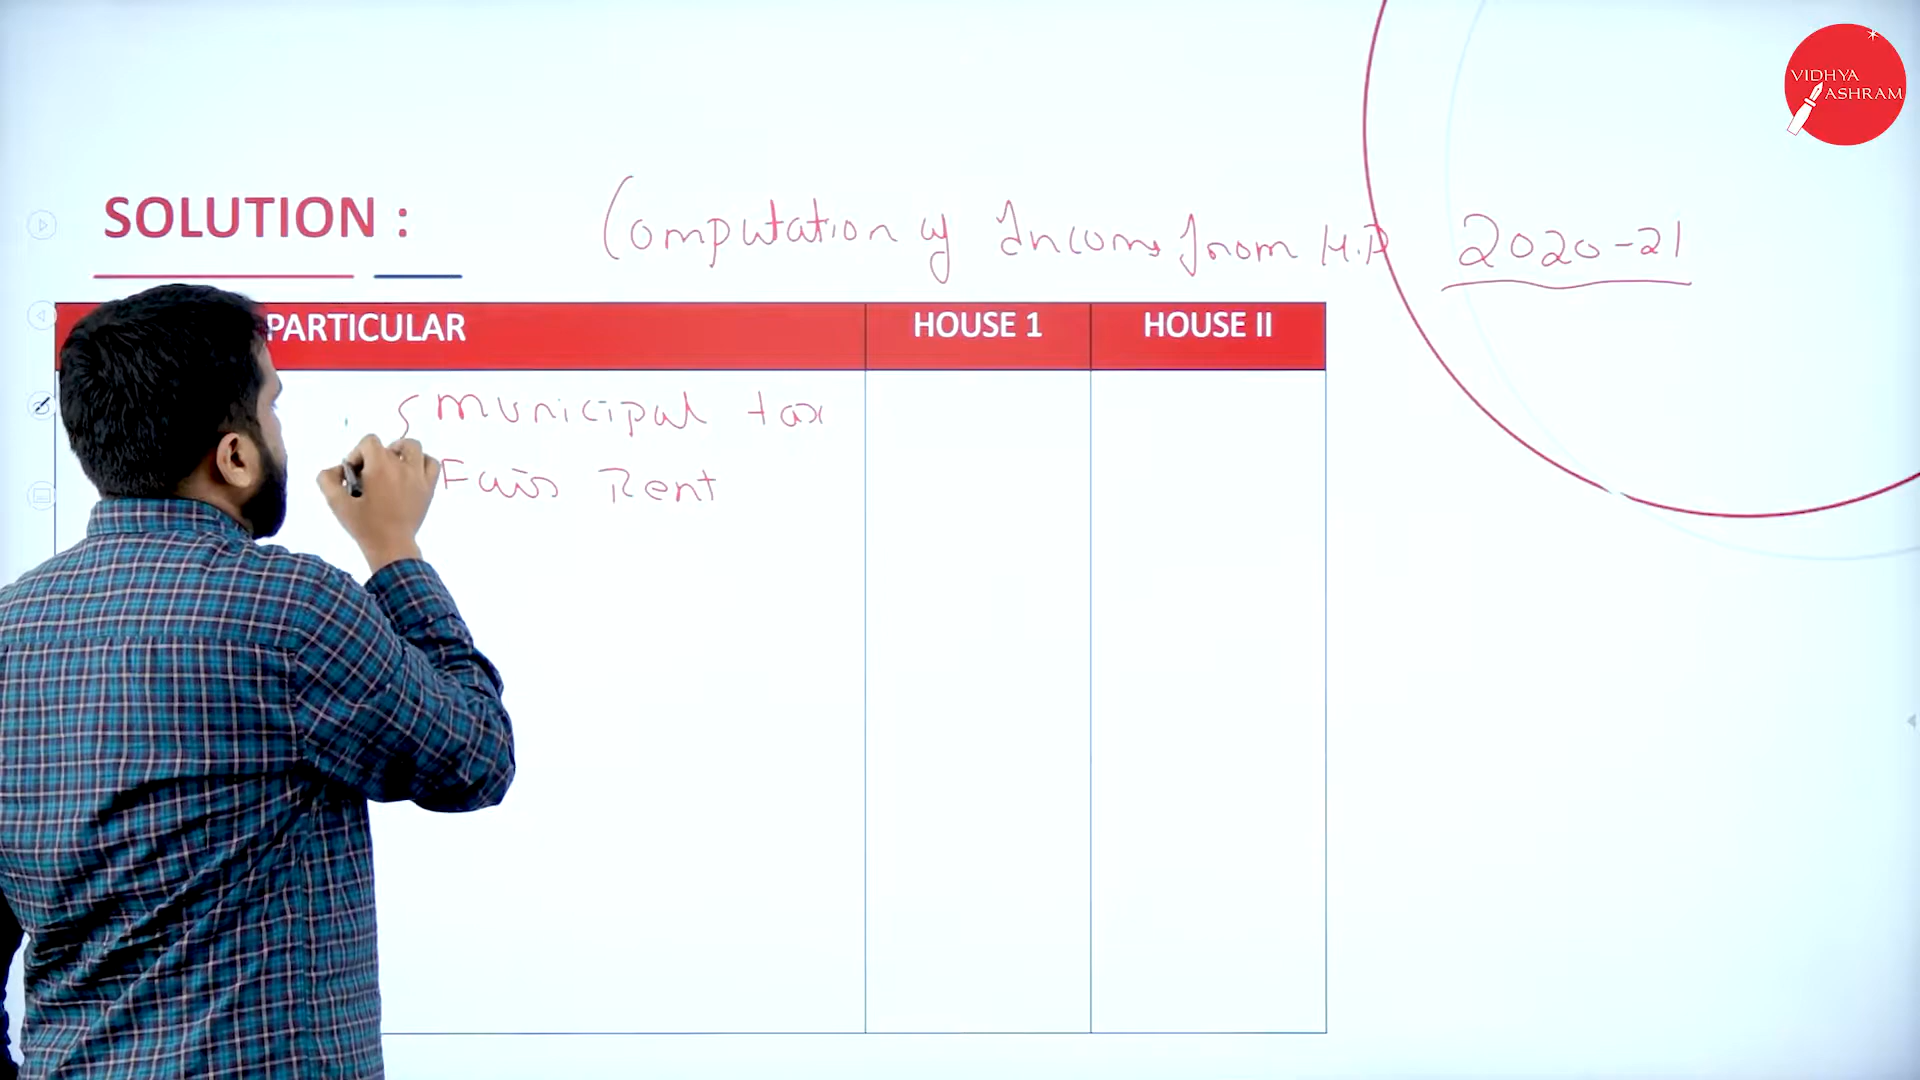 VIDHYA
ASHRAM
SOLUTION :
Computation of Income from H.P 2020-21
PARTICULAR HOUSE 1 HOUSE II
Municipal tax
Fair Rent